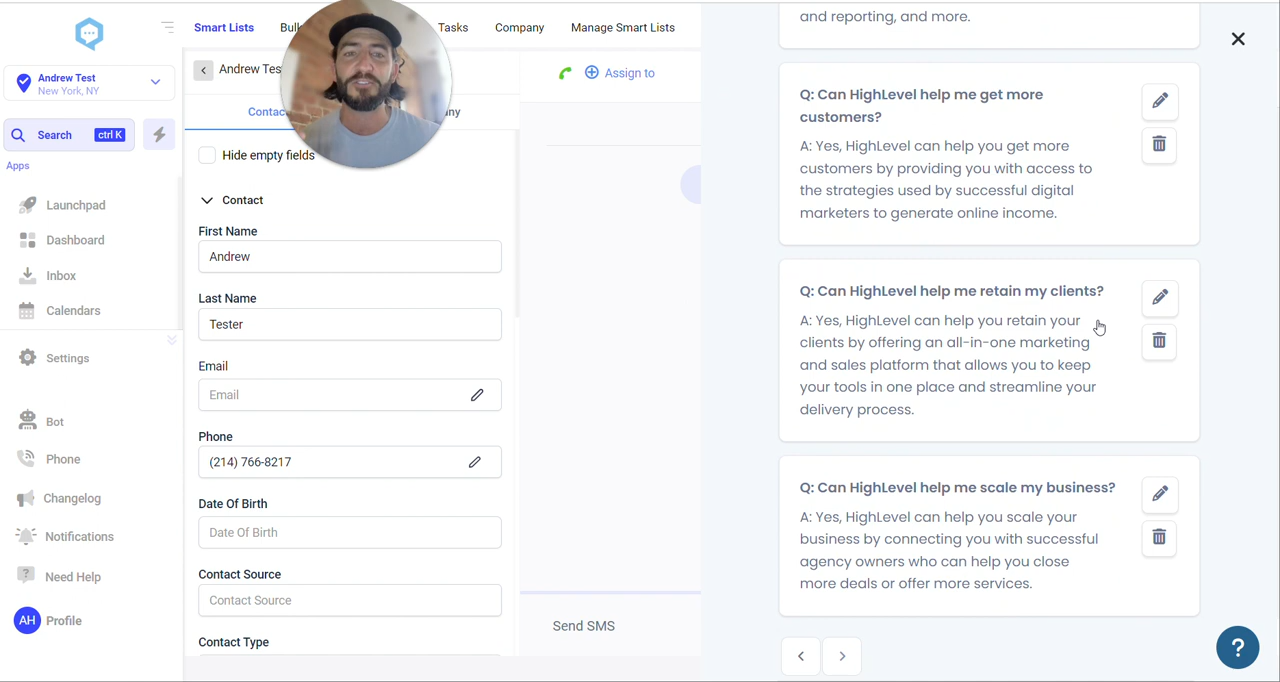 Andrew Test
New York, NY
Search
ctrl K
Apps
Launchpad
Dashboard
Inbox
Calendars
Settings
Bot
Phone
Changelog
Notifications
Need Help
AH
Profile
Smart Lists
Tasks
Company
Manage Smart Lists
Andrew
Assign to
Hide empty fields
Contact
First Name
Andrew
Last Name
Tester
Email
Email
Phone
(214) 766-8217
Date Of Birth
Date Of Birth
Contact Source
Contact Source
Contact Type
Send SMS
and reporting, and more.
Q: Can HighLevel help me get more
customers?
A: Yes, HighLevel can help you get more
customers by providing you with access to
the strategies used by successful digital
marketers to generate online income.
Q: Can HighLevel help me retain my clients?
A: Yes, HighLevel can help you retain your
clients by offering an all-in-one marketing
and sales platform that allows you to keep
your tools in one place and streamline your
delivery process.
Q: Can HighLevel help me scale my business?
A: Yes, HighLevel can help you scale your
business by connecting you with successful
agency owners who can help you close
more deals or offer more services.
?